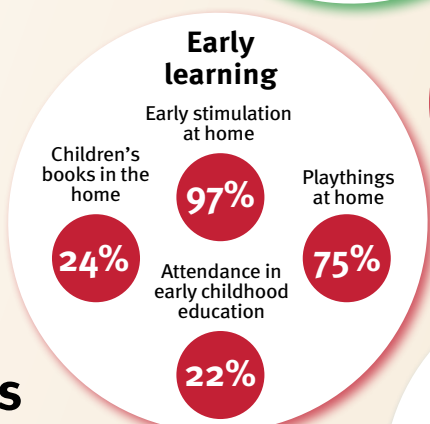 Early
learning
Early stimulation
at home
97%
Children's
books in the
home
24%
Playthings
at home
75%
Attendance in
early childhood
education
22%
s